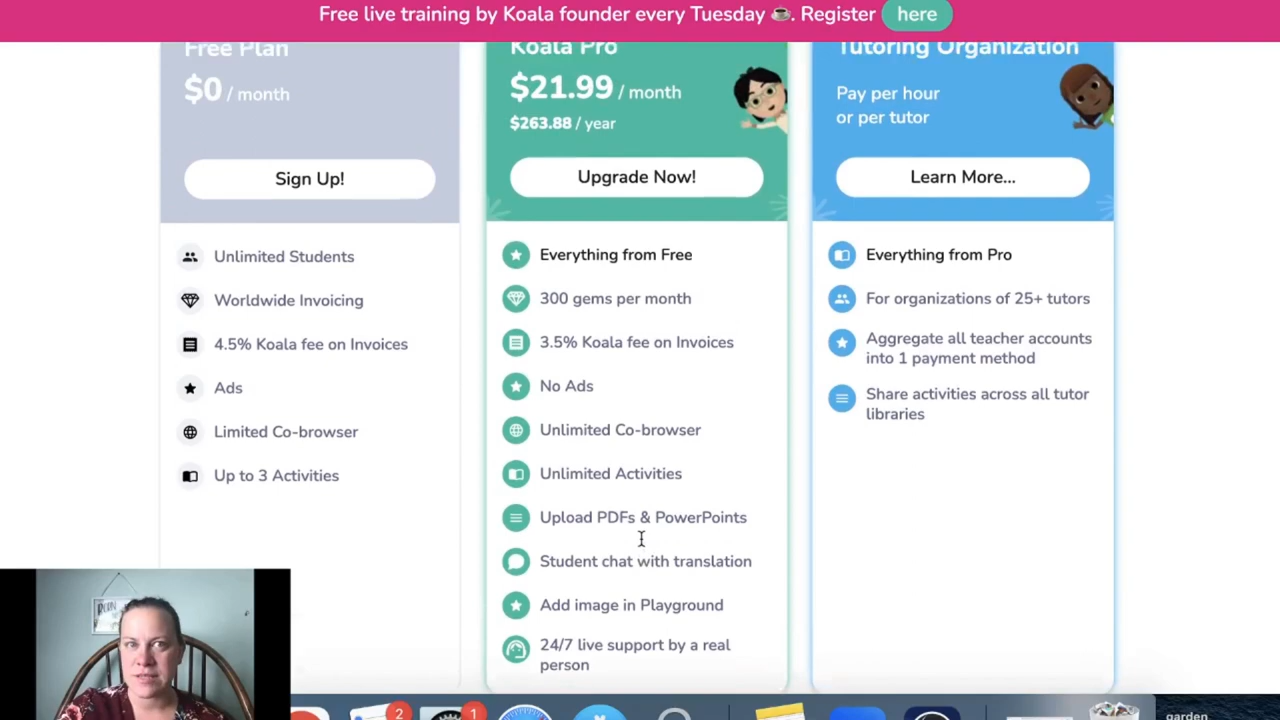 Free live training by Koala founder every Tuesday ☕. Register here
Free Plan
$0 / month
Sign Up!
Unlimited Students
Worldwide Invoicing
4.5% Koala fee on Invoices
Ads
Limited Co-browser
Up to 3 Activities
Koala Pro
$21.99 / month
$263.88 / year
Upgrade Now!
Everything from Free
300 gems per month
3.5% Koala fee on Invoices
No Ads
Unlimited Co-browser
Unlimited Activities
Upload PDFs & PowerPoints
Student chat with translation
Add image in Playground
24/7 live support by a real
person
Tutoring Organization
Pay per hour
or per tutor
Learn More...
Everything from Pro
For organizations of 25+ tutors
Aggregate all teacher accounts
into 1 payment method
Share activities across all tutor
libraries
2
1
garden